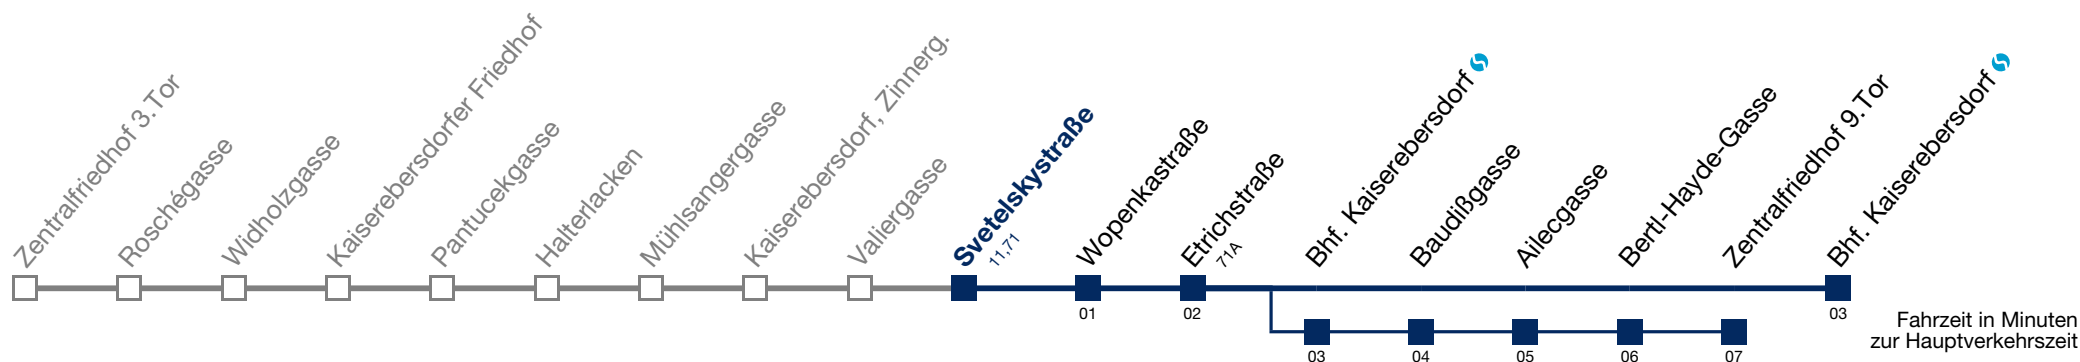 Zentralfriedhof 3. Tor
Roschégasse
Widholzgasse
Kaiserebersdorfer Friedhof
Pantucekgasse
Halterlacken
Mühlsangergasse
Kaiserebersdorf, Zinnerg.
Valiergasse
Svetelskystraße
11,71
Wopenkastraße
Etrichstraße
71A
Bhf. Kaiserebersdorf
Baudißgasse
Ailecgasse
Bertl-Hayde-Gasse
Zentralfriedhof 9. Tor
Bhf. Kaiserebersdorf
01
02
03
03
04
05
06
07
Fahrzeit in Minuten
zur Hauptverkehrszeit